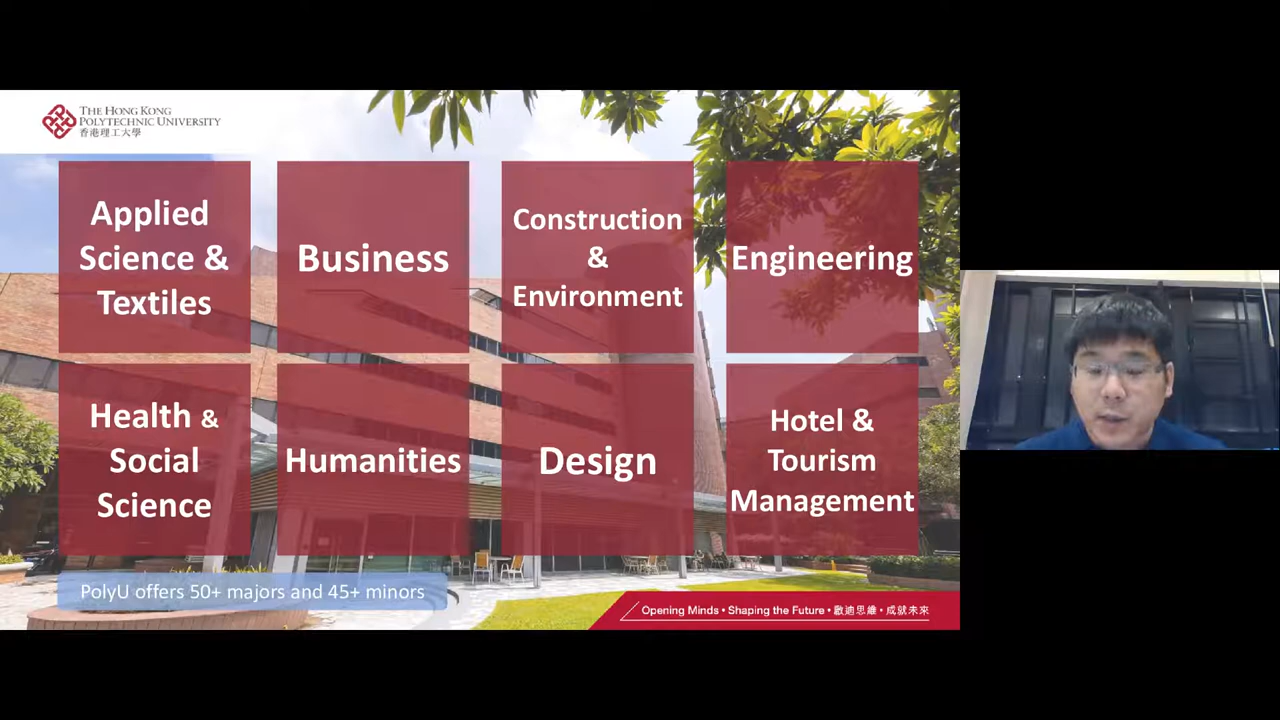 THE HONG KONG
POLYTECHNIC UNIVERSITY
香港理工大學
Applied
Science &
Textiles
Business
Construction
&
Environment
Engineering
Health &
Social
Science
Humanities
Design
Hotel &
Tourism
Management
PolyU offers 50+ majors and 45+ minors
Opening Minds • Shaping the Future • 啟迪思維 • 成就未來